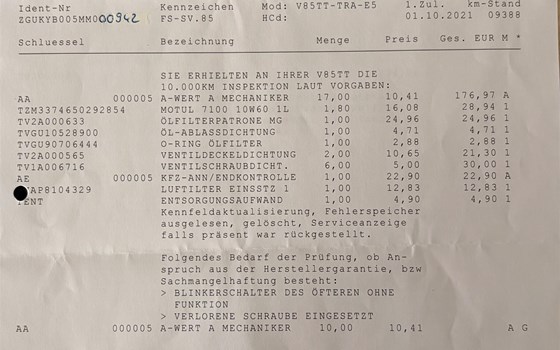 Ident-Nr Kennzeichen Mod: V85TT-TRA-E5 1.Zul. km-Stand
ZGUKYB005MM000942 FS-SV.85 HCd: 01.10.2021 09388
Schluessel Bezeichnung Menge Preis Ges. EUR M *
SIE ERHIELTEN AN IHRER V85TT DIE
10.000KM INSPEKTION LAUT VORGABEN:
AA 000005 A-WERT A MECHANIKER 17,00 10,41 176,97 A
TZM3374650292854 MOTUL 7100 10W60 1L 1,80 16,08 28,94 1
TV2A000633 ÖLFILTERPATRONE MG 1,00 24,96 24,96 1
TVGU10528900 ÖL-ABLASSDICHTUNG 1,00 4,71 4,71 1
TVGU90706444 O-RING ÖLFILTER 1,00 2,88 2,88 1
TV2A000565 VENTILDECKELDICHTUNG 2,00 10,65 21,30 1
TV1A006716 VENTILSCHRAUBDICHT. 6,00 5,00 30,00 1
AE 000005 KFZ-ANN/ENDKONTROLLE 1,00 22,90 22,90 A
AP8104329 LUFTILTER EINSSTZ 1 1,00 12,83 12,83 1
ENT ENTSORGUNGSAUFWAND 1,00 4,90 4,90 1
Kennfeldaktualisierung, Fehlerspeicher
ausgelesen, gelöscht, Serviceanzeige
falls präsent war rückgestellt.
Folgendes Bedarf der Prüfung, ob An-
spruch aus der Herstellergarantie, bzw
Sachmangelhaftung besteht:
> BLINKERSCHALTER DES ÖFTEREN OHNE
FUNKTION
> VERLORENE SCHRAUBE EINGESETZT
AA 000005 A-WERT A MECHANIKER 10,00 10,41 A G